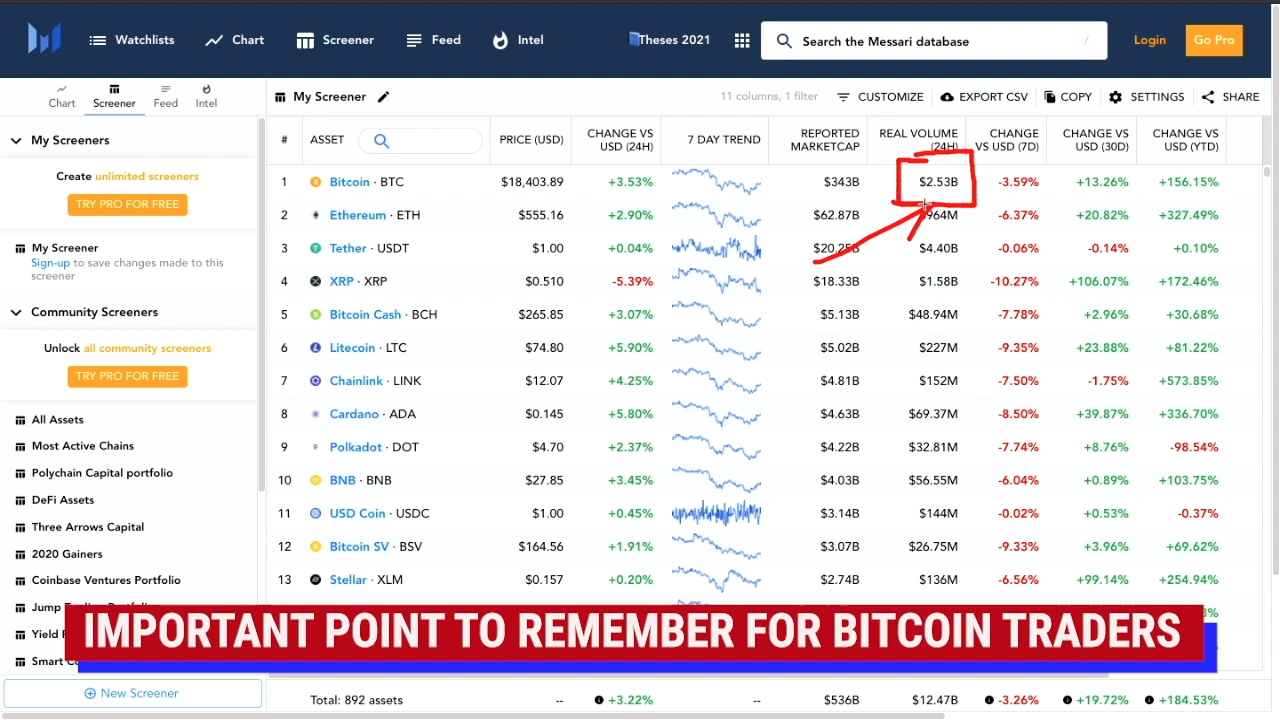 Watchlists Chart Screener Feed Intel Theses 2021 Search the Messari database / Login Go Pro
Chart Screener Feed Intel
My Screener 11 columns, 1 filter CUSTOMIZE EXPORT CSV COPY SETTINGS SHARE
My Screeners
Create unlimited screeners
TRY PRO FOR FREE
My Screener
Sign-up to save changes made to this
screener
Community Screeners
Unlock all community screeners
TRY PRO FOR FREE
All Assets
Most Active Chains
Polychain Capital portfolio
DeFi Assets
Three Arrows Capital
2020 Gainers
Coinbase Ventures Portfolio
Jump
Yield
Smart
New Screener
# ASSET PRICE (USD) CHANGE VS USD (24H) 7 DAY TREND REPORTED MARKETCAP REAL VOLUME (24H) CHANGE VS USD (7D) CHANGE VS USD (30D) CHANGE VS USD (YTD)
1 Bitcoin · BTC $18,403.89 +3.53% $343B $2.53B -3.59% +13.26% +156.15%
2 Ethereum · ETH $555.16 +2.90% $62.87B 964M -6.37% +20.82% +327.49%
3 Tether · USDT $1.00 +0.04% $20.25B $4.40B -0.06% -0.14% +0.10%
4 XRP · XRP $0.510 -5.39% $18.33B $1.58B -10.27% +106.07% +172.46%
5 Bitcoin Cash · BCH $265.85 +3.07% $5.13B $48.94M -7.78% +2.96% +30.68%
6 Litecoin · LTC $74.80 +5.90% $5.02B $227M -9.35% +23.88% +81.22%
7 Chainlink · LINK $12.07 +4.25% $4.81B $152M -7.50% -1.75% +573.85%
8 Cardano · ADA $0.145 +5.80% $4.63B $69.37M -8.50% +39.87% +336.70%
9 Polkadot · DOT $4.70 +2.37% $4.22B $32.81M -7.74% +8.76% -98.54%
10 BNB · BNB $27.85 +3.45% $4.03B $56.55M -6.04% +0.89% +103.75%
11 USD Coin · USDC $1.00 +0.45% $3.14B $144M -0.02% +0.53% -0.37%
12 Bitcoin SV · BSV $164.56 +1.91% $3.07B $26.75M -9.33% +3.96% +69.62%
13 Stellar · XLM $0.157 +0.20% $2.74B $136M -6.56% +99.14% +254.94%
IMPORTANT POINT TO REMEMBER FOR BITCOIN TRADERS
Total: 892 assets -- +3.22% -- $536B $12.47B -3.26% +19.72% +184.53%